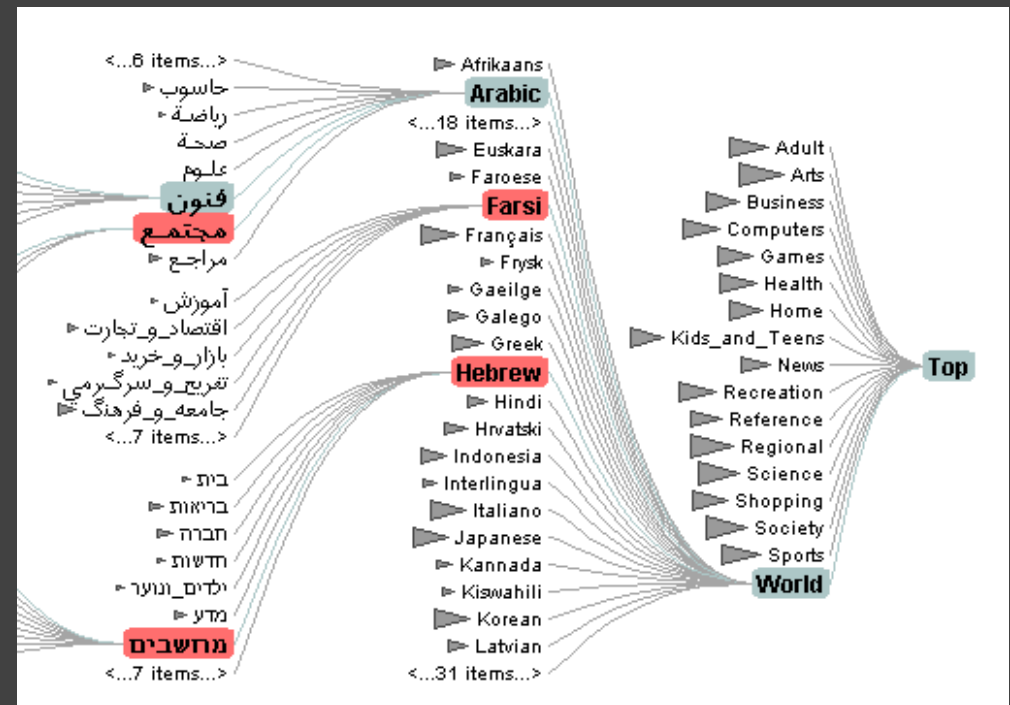 <...6 items...>
حاسوب
رياضة
صحة
علوم
فنون
مجتمع
مراجع
آموزش
اقتصاد_و_تجارت
بازار_و_خريد
تفريح_و_سرگرمي
جامعه_و_فرهنگ
<...7 items...>
בית
בריאות
חברה
חדשות
ילדים_ונוער
מדע
מחשבים
<...7 items...>
Afrikaans
Arabic
<...18 items...>
Euskara
Faroese
Farsi
Français
Frysk
Gaeilge
Galego
Greek
Hebrew
Hindi
Hrvatski
Indonesia
Interlingua
Italiano
Japanese
Kannada
Kiswahili
Korean
Latvian
<...31 items...>
Adult
Arts
Business
Computers
Games
Health
Home
Kids_and_Teens
News
Recreation
Reference
Regional
Science
Shopping
Society
Sports
World
Top